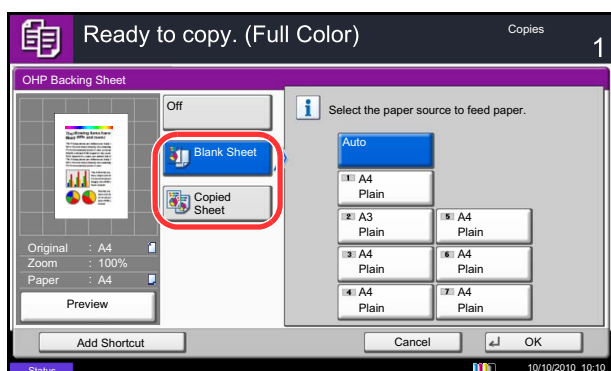 Ready to copy. (Full Color)
Copies
1
OHP Backing Sheet
Off
Blank Sheet
Copied
Sheet
Original : A4
Zoom : 100%
Paper : A4
Preview
Select the paper source to feed paper.
Auto
1 A4
Plain
2 A3
Plain
3 A4
Plain
4 A4
Plain
5 A4
Plain
6 A4
Plain
7 A4
Plain
Add Shortcut
Cancel
OK
Status
10/10/2010 10:10